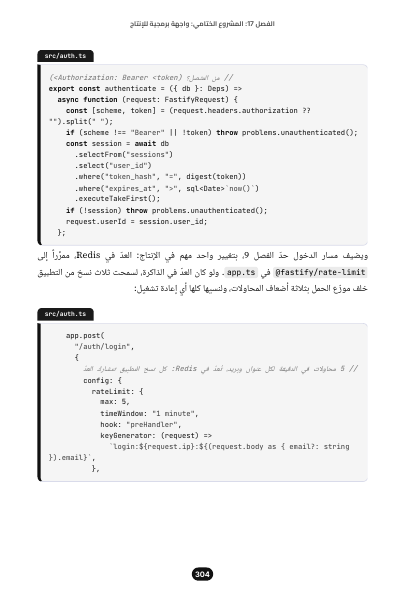 الفصل 17: المشروع الختامي: واجهة برمجية للإنتاج
src/auth.ts
// من الفصل؟ (Authorization: Bearer <token>)
export const authenticate = ({ db }: Deps) =>
async function (request: FastifyRequest) {
const [scheme, token] = (request.headers.authorization ??
"").split(" ");
if (scheme !== "Bearer" || !token) throw problems.unauthenticated();
const session = await db
.selectFrom("sessions")
.select("user_id")
.where("token_hash", "=", digest(token))
.where("expires_at", ">", sql<Date>`now()`)
.executeTakeFirst();
if (!session) throw problems.unauthenticated();
request.userId = session.user_id;
};
ويضيف مسار الدخول حدّ الفصل 9، بتغيير واحد مهم في الإنتاج: العدّ في Redis، ممرَّراً إلى
@fastify/rate-limit في app.ts. ولو كان العدّ في الذاكرة، لسمحت ثلاث نسخ من التطبيق
خلف موزّع الحمل بثلاثة أضعاف المحاولات، ولنسيها كلها أي إعادة تشغيل:
src/auth.ts
app.post(
"/auth/login",
{
// 5 محاولات في الدقيقة لكل عنوان وبريد، تُعدّ في Redis: كل نسخ التطبيق تتشارك العدّ
config: {
rateLimit: {
max: 5,
timeWindow: "1 minute",
hook: "preHandler",
keyGenerator: (request) =>
`login:${request.ip}:${(request.body as { email?: string
}).email}`,
},
304